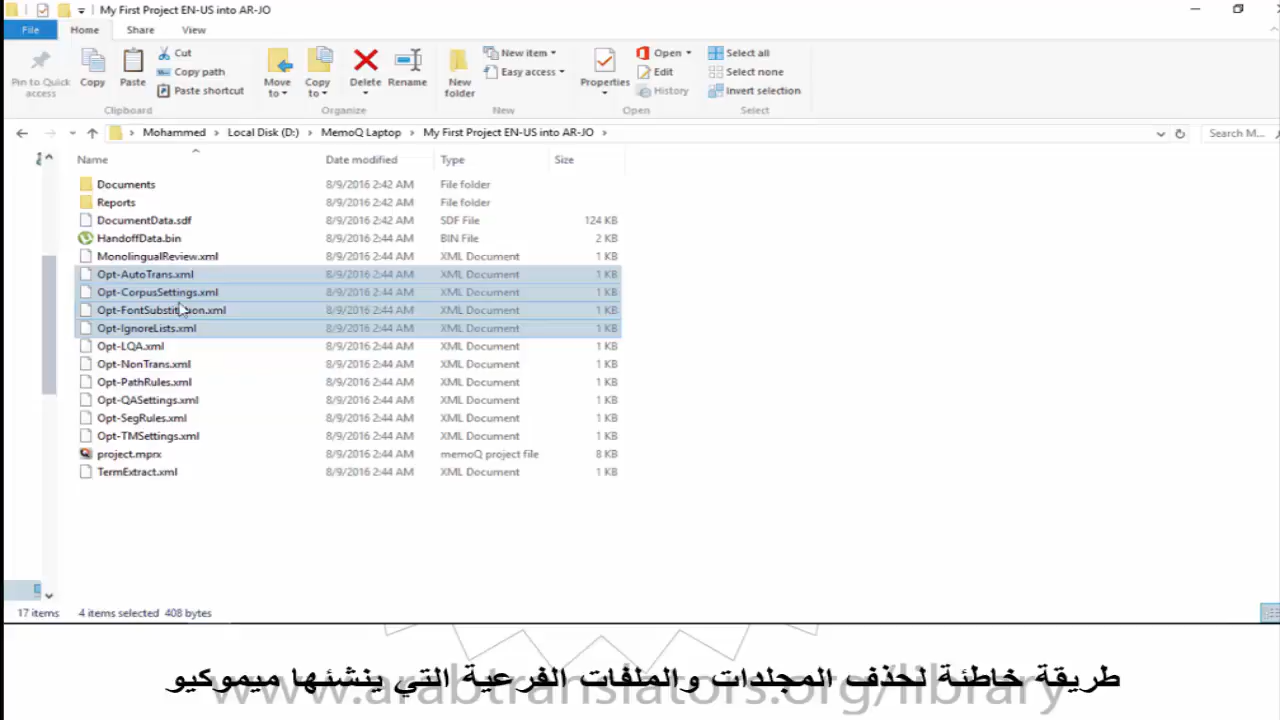 My First Project EN-US into AR-JO
File Home Share View
Pin to Quick access
Copy
Paste
Cut
Copy path
Paste shortcut
Clipboard
Move to
Copy to
Delete
Rename
Organize
New folder
New item
Easy access
New
Properties
Open
Edit
History
Open
Select all
Select none
Invert selection
Select
Mohammed Local Disk (D:) MemoQ Laptop My First Project EN-US into AR-JO Search M...
Name Date modified Type Size
Documents 8/9/2016 2:42 AM File folder
Reports 8/9/2016 2:42 AM File folder
DocumentData.sdf 8/9/2016 2:42 AM SDF File 124 KB
HandoffData.bin 8/9/2016 2:44 AM BIN File 2 KB
MonolingualReview.xml 8/9/2016 2:44 AM XML Document 1 KB
Opt-AutoTrans.xml 8/9/2016 2:44 AM XML Document 1 KB
Opt-CorpusSettings.xml 8/9/2016 2:44 AM XML Document 1 KB
Opt-FontSubstitution.xml 8/9/2016 2:44 AM XML Document 1 KB
Opt-IgnoreLists.xml 8/9/2016 2:44 AM XML Document 1 KB
Opt-LQA.xml 8/9/2016 2:44 AM XML Document 1 KB
Opt-NonTrans.xml 8/9/2016 2:44 AM XML Document 1 KB
Opt-PathRules.xml 8/9/2016 2:44 AM XML Document 1 KB
Opt-QASettings.xml 8/9/2016 2:44 AM XML Document 1 KB
Opt-SegRules.xml 8/9/2016 2:44 AM XML Document 1 KB
Opt-TMSettings.xml 8/9/2016 2:44 AM XML Document 1 KB
project.mprx 8/9/2016 2:44 AM memoQ project file 8 KB
TermExtract.xml 8/9/2016 2:44 AM XML Document 1 KB
17 items 4 items selected 408 bytes
طريقة خاطئة لحذف المجلدات والملفات الفرعية التي ينشئها ميموكيو
www.arabtranslators.org/library